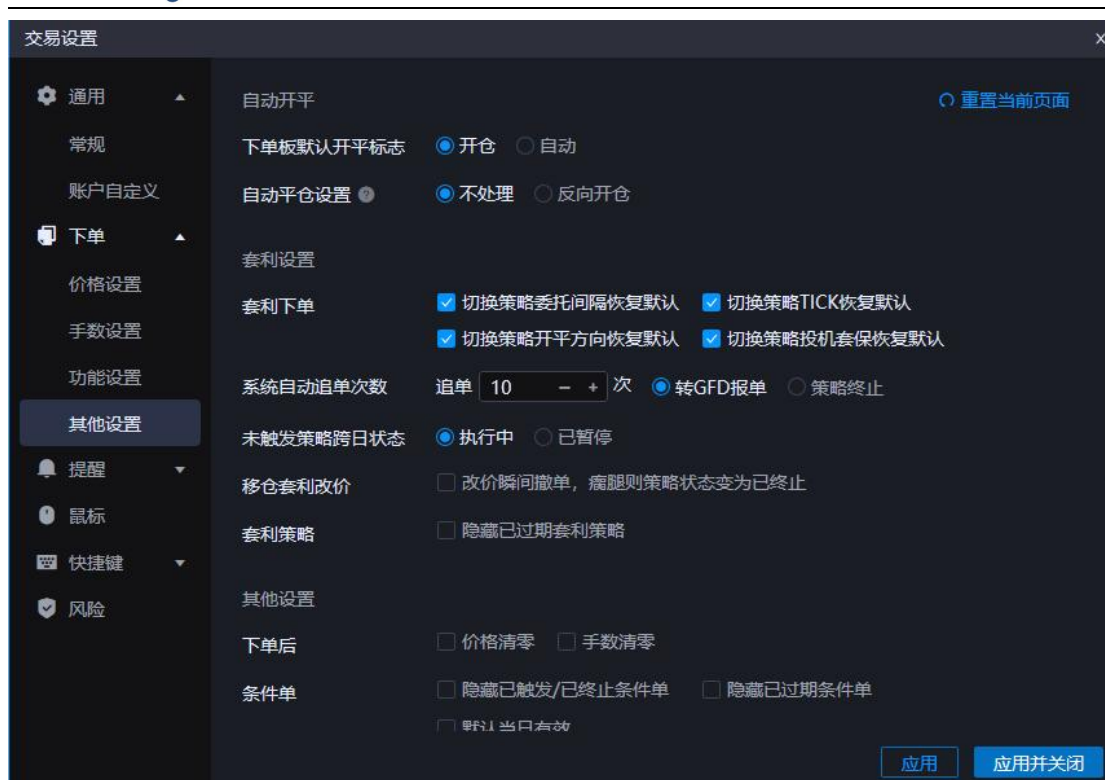 交易设置
通用
常规
账户自定义
下单
价格设置
手数设置
功能设置
其他设置
提醒
鼠标
快捷键
风险
自动开平
重置当前页面
下单板默认开平标志 开仓 自动
自动平仓设置 不处理 反向开仓
套利设置
套利下单 切换策略委托间隔恢复默认 切换策略TICK恢复默认
切换策略开平方向恢复默认 切换策略投机套保恢复默认
系统自动追单次数 追单 10 - + 次 转GFD报单 策略终止
未触发策略跨日状态 执行中 已暂停
移仓套利改价 改价瞬间撤单，瘸腿则策略状态变为已终止
套利策略 隐藏已过期套利策略
其他设置
下单后 价格清零 手数清零
条件单 隐藏已触发/已终止条件单 隐藏已过期条件单
默认当日有效
应用 应用并关闭